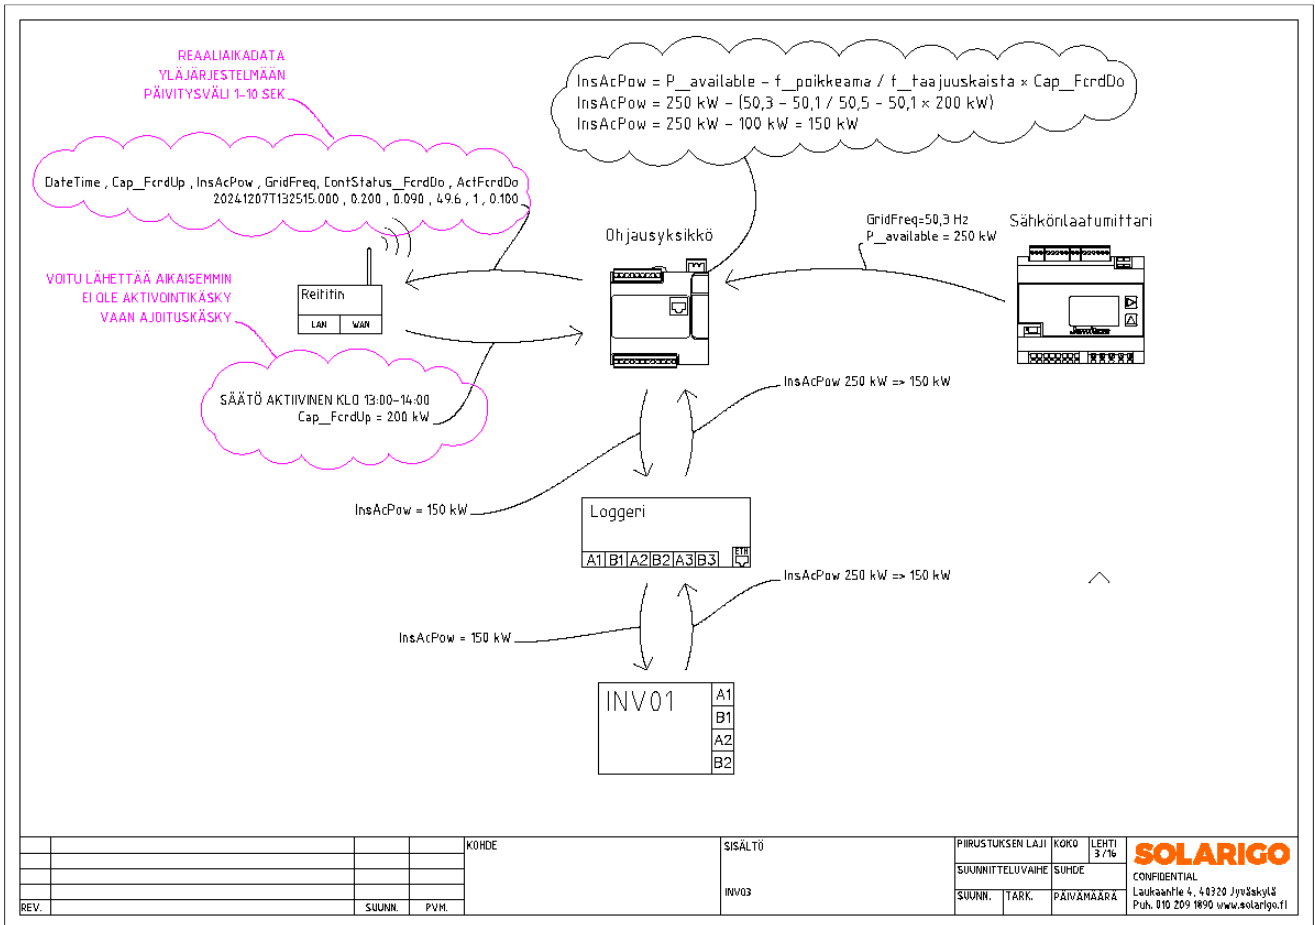 REAALIAIKADATA
YLÄJÄRJESTELMÄÄN
PÄIVITYSVÄLI 1-10 SEK
InsAcPow = P_available - f_poikkeama / f_taajuuskaista × Cap_FcrdDo
InsAcPow = 250 kW - (50,3 - 50,1 / 50,5 - 50,1 × 200 kW)
InsAcPow = 250 kW - 100 kW = 150 kW
DateTime , Cap_FcrdUp , InsAcPow , GridFreq, ContStatus_FcrdDo , ActFcrdDo
20241207T132515.000 , 0.200 , 0.090 , 49.6 , 1 , 0.100
GridFreq=50,3 Hz
P_available = 250 kW
Sähkönlaatumittari
Ohjausyksikkö
VOITU LÄHETTÄÄ AIKAISEMMIN
EI OLE AKTIVOINTIKÄSKY
VAAN AJOITUSKÄSKY
Reititin
LAN WAN
SÄÄTÖ AKTIIVINEN KLO 13:00-14:00
Cap_FcrdUp = 200 kW
InsAcPow 250 kW => 150 kW
InsAcPow = 150 kW
Loggeri
A1 B1 A2 B2 A3 B3 ETH
InsAcPow 250 kW => 150 kW
InsAcPow = 150 kW
INV01
A1
B1
A2
B2
KOHDE
SISÄLTÖ
INV03
PIIRUSTUKSEN LAJI KOKO LEHTI
3 /16
SUUNNITTELUVAIHE SUHDE
SUUNN. TARK. PÄIVÄMÄÄRÄ
REV. SUUNN. PVM.
SOLARIGO
CONFIDENTIAL
Laukaantie 4, 40320 Jyväskylä
Puh. 010 209 1890 www.solarigo.fi